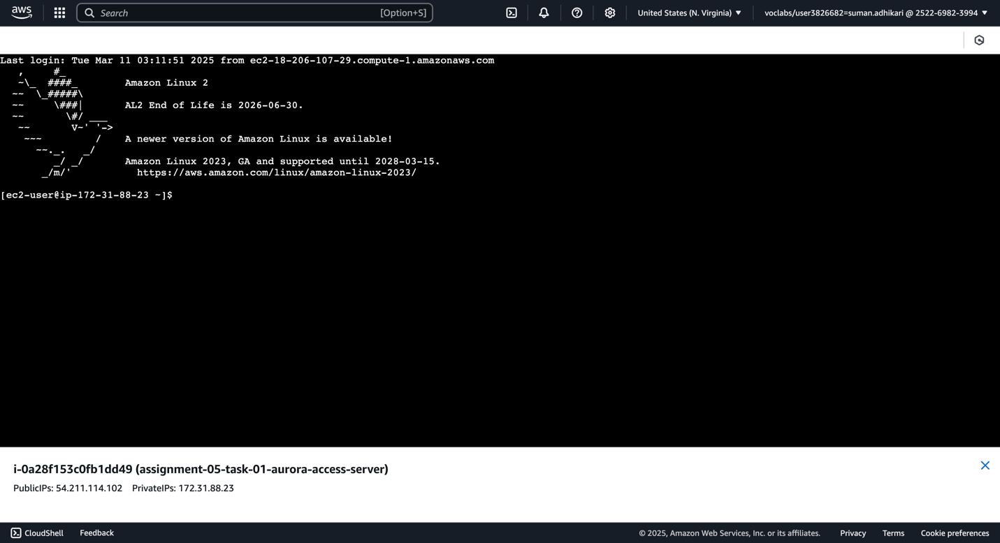 aws Search [Option+S] United States (N. Virginia) ▼ voclabs/user3826682=suman.adhikari @ 2522-6982-3994 ▼
Last login: Tue Mar 11 03:11:51 2025 from ec2-18-206-107-29.compute-1.amazonaws.com
   ,     #_
   ~\_  ####_        Amazon Linux 2
  ~~  \_#####\
  ~~     \###|       AL2 End of Life is 2026-06-30.
  ~~       \#/ ___
   ~~       V~' '->
    ~~~         /    A newer version of Amazon Linux is available!
      ~~._.   _/
         _/ _/       Amazon Linux 2023, GA and supported until 2028-03-15.
       _/m/'           https://aws.amazon.com/linux/amazon-linux-2023/
[ec2-user@ip-172-31-88-23 ~]$
i-0a28f153c0fb1dd49 (assignment-05-task-01-aurora-access-server)
PublicIPs: 54.211.114.102 PrivateIPs: 172.31.88.23
CloudShell Feedback © 2025, Amazon Web Services, Inc. or its affiliates. Privacy Terms Cookie preferences